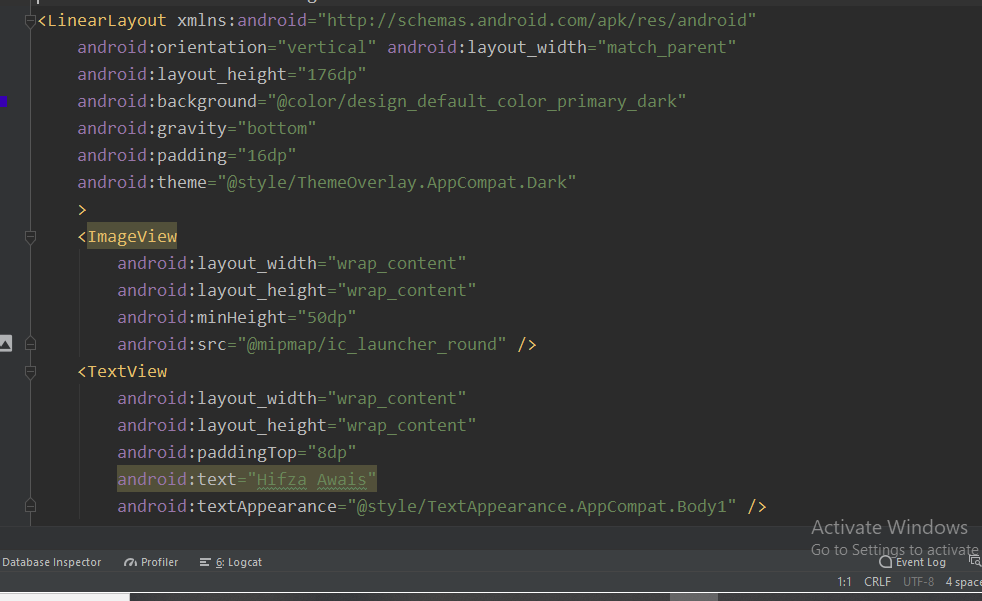 <LinearLayout xmlns:android="http://schemas.android.com/apk/res/android"
android:orientation="vertical" android:layout_width="match_parent"
android:layout_height="176dp"
android:background="@color/design_default_color_primary_dark"
android:gravity="bottom"
android:padding="16dp"
android:theme="@style/ThemeOverlay.AppCompat.Dark"
>
<ImageView
android:layout_width="wrap_content"
android:layout_height="wrap_content"
android:minHeight="50dp"
android:src="@mipmap/ic_launcher_round" />
<TextView
android:layout_width="wrap_content"
android:layout_height="wrap_content"
android:paddingTop="8dp"
android:text="Hifza Awais"
android:textAppearance="@style/TextAppearance.AppCompat.Body1" />
Activate Windows
Go to Settings to activate
Database Inspector Profiler 6: Logcat Event Log
1:1 CRLF UTF-8 4 space